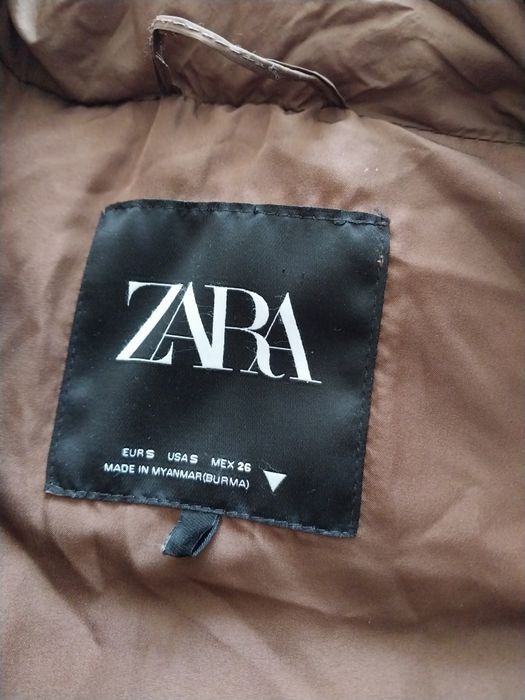 ZARA
EUR S USA S MEX 26
MADE IN MYANMAR(BURMA)